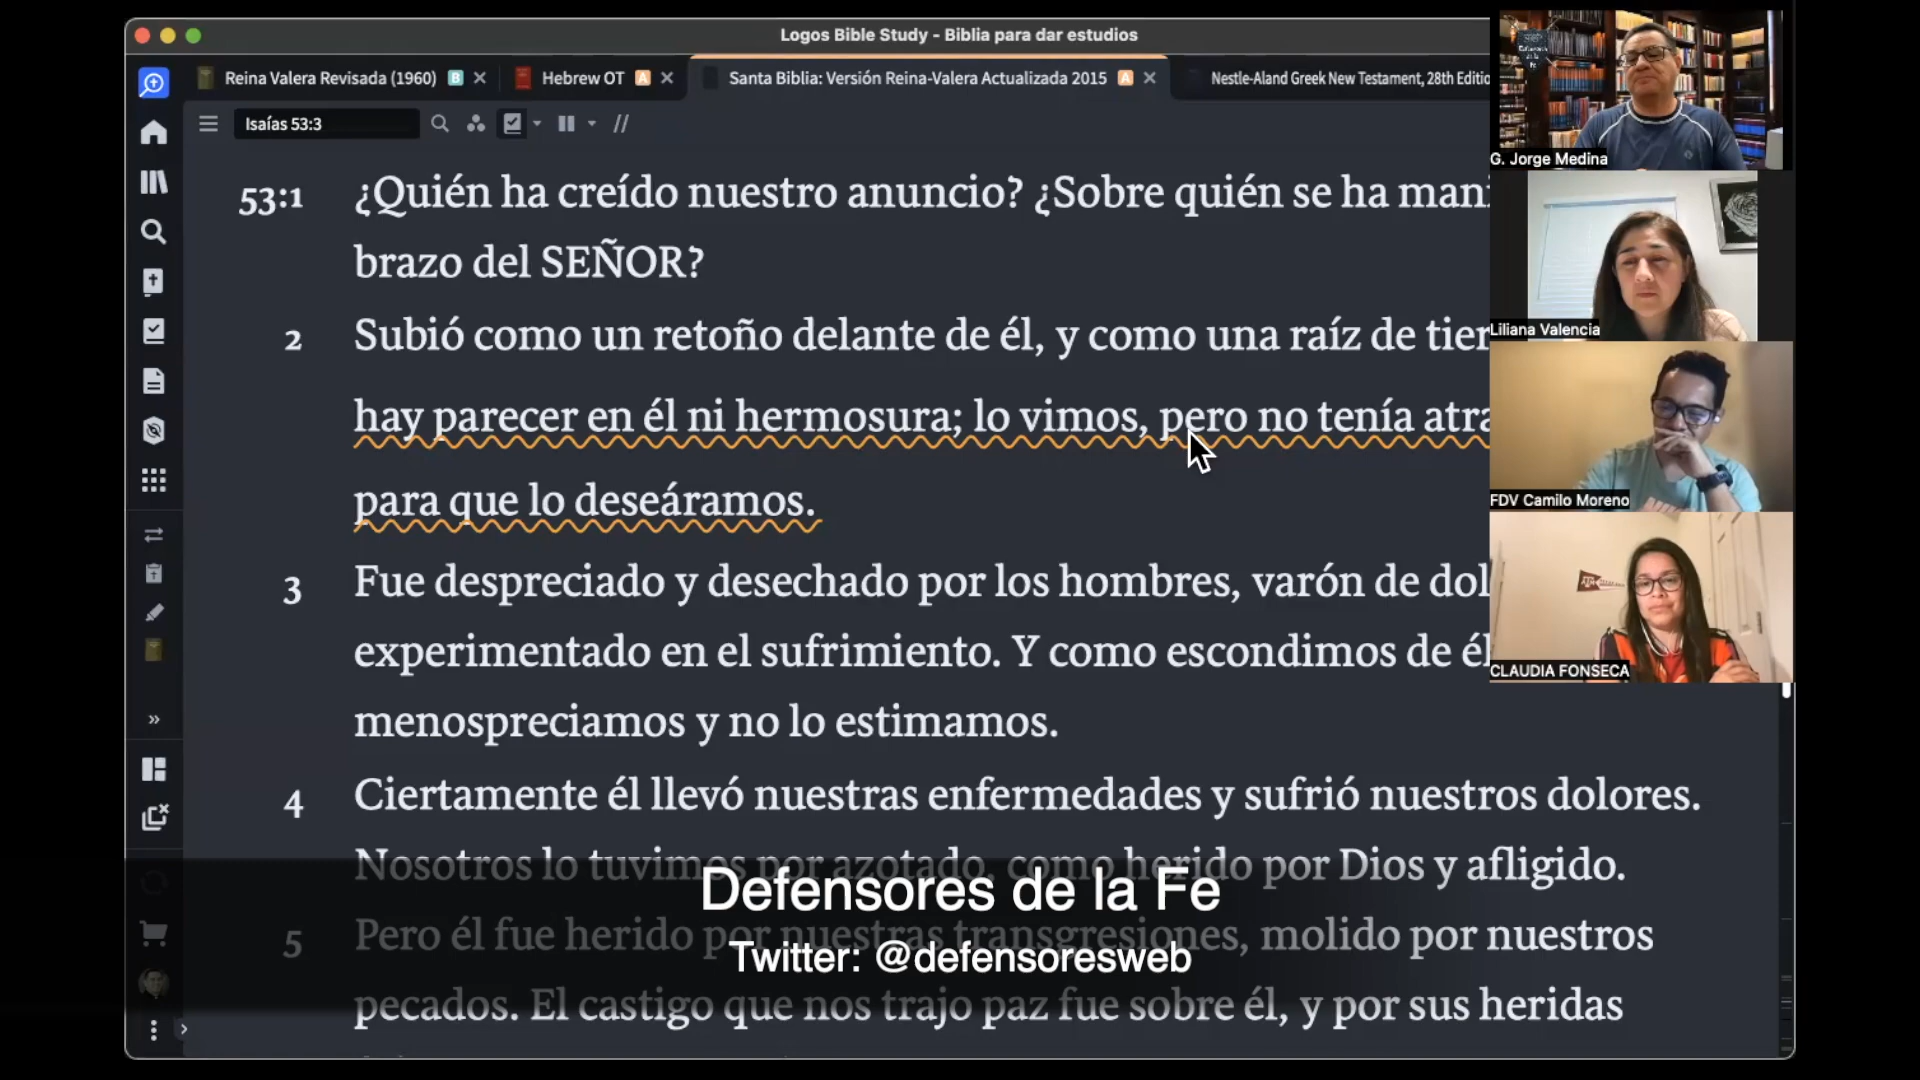 Logos Bible Study - Biblia para dar estudios
Reina Valera Revisada (1960) B
Hebrew OT A
Santa Biblia: Versión Reina-Valera Actualizada 2015 A
Nestle-Aland Greek New Testament, 28th Editio
Isaías 53:3
53:1 ¿Quién ha creído nuestro anuncio? ¿Sobre quién se ha mani
brazo del SEÑOR?
2 Subió como un retoño delante de él, y como una raíz de tier
hay parecer en él ni hermosura; lo vimos, pero no tenía atra
para que lo deseáramos.
3 Fue despreciado y desechado por los hombres, varón de dol
experimentado en el sufrimiento. Y como escondimos de él
menospreciamos y no lo estimamos.
4 Ciertamente él llevó nuestras enfermedades y sufrió nuestros dolores.
Nosotros lo tuvimos por azotado, como herido por Dios y afligido.
5 Pero él fue herido por nuestras transgresiones, molido por nuestros
pecados. El castigo que nos trajo paz fue sobre él, y por sus heridas
Defensores de la Fe
Twitter: @defensoresweb
G. Jorge Medina
Liliana Valencia
FDV Camilo Moreno
CLAUDIA FONSECA